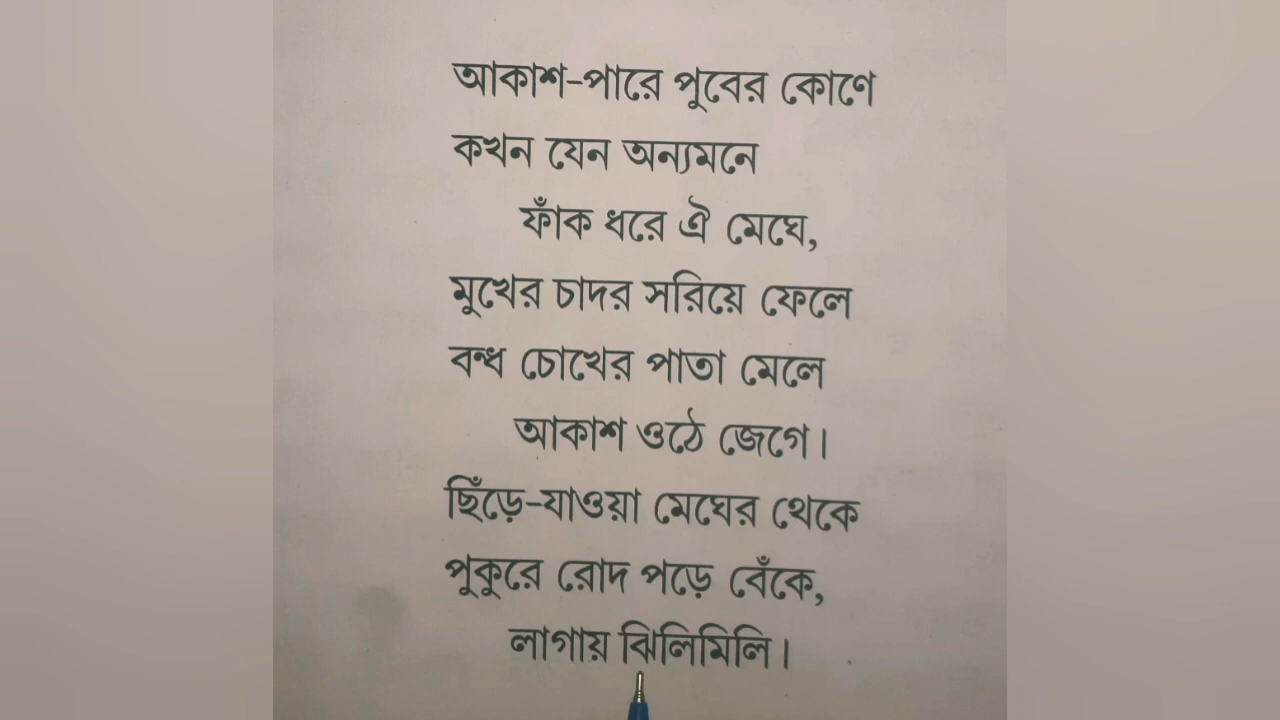 আকাশ-পারে পুবের কোণে
কখন যেন অন্যমনে
ফাঁক ধরে ঐ মেঘে,
মুখের চাদর সরিয়ে ফেলে
বন্ধ চোখের পাতা মেলে
আকাশ ওঠে জেগে।
ছিঁড়ে-যাওয়া মেঘের থেকে
পুকুরে রোদ পড়ে বেঁকে,
লাগায় ঝিলিমিলি।